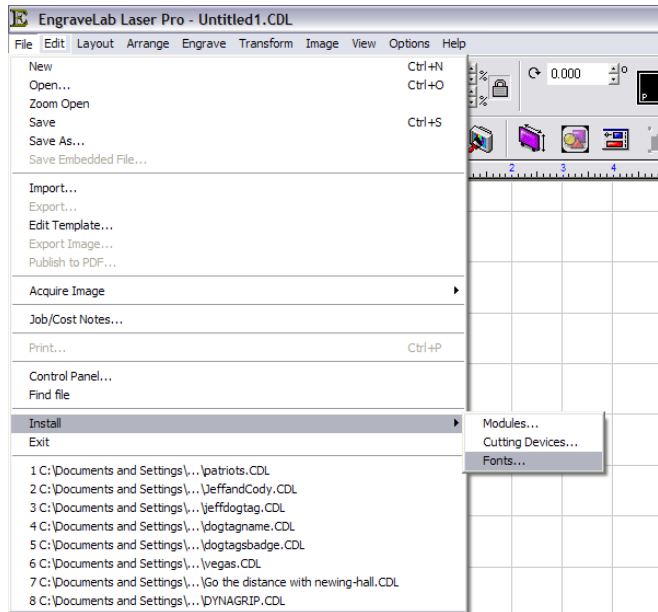 EngraveLab Laser Pro - Untitled1.CDL
File Edit Layout Arrange Engrave Transform Image View Options Help
New Ctrl+N
Open... Ctrl+O
Zoom Open
Save Ctrl+S
Save As...
Save Embedded File...
Import...
Export...
Edit Template...
Export Image...
Publish to PDF...
Acquire Image
Job/Cost Notes...
Print... Ctrl+P
Control Panel...
Find file
Install
Exit
1 C:\Documents and Settings\...\patriots.CDL
2 C:\Documents and Settings\...\JeffandCody.CDL
3 C:\Documents and Settings\...\jeffdogtag.CDL
4 C:\Documents and Settings\...\dogtagname.CDL
5 C:\Documents and Settings\...\dogtagsbadge.CDL
6 C:\Documents and Settings\...\vegas.CDL
7 C:\Documents and Settings\...\Go the distance with newing-hall.CDL
8 C:\Documents and Settings\...\DYNAGRIP.CDL
Modules...
Cutting Devices...
Fonts...
%
%
0.000 °
P
2 3 4